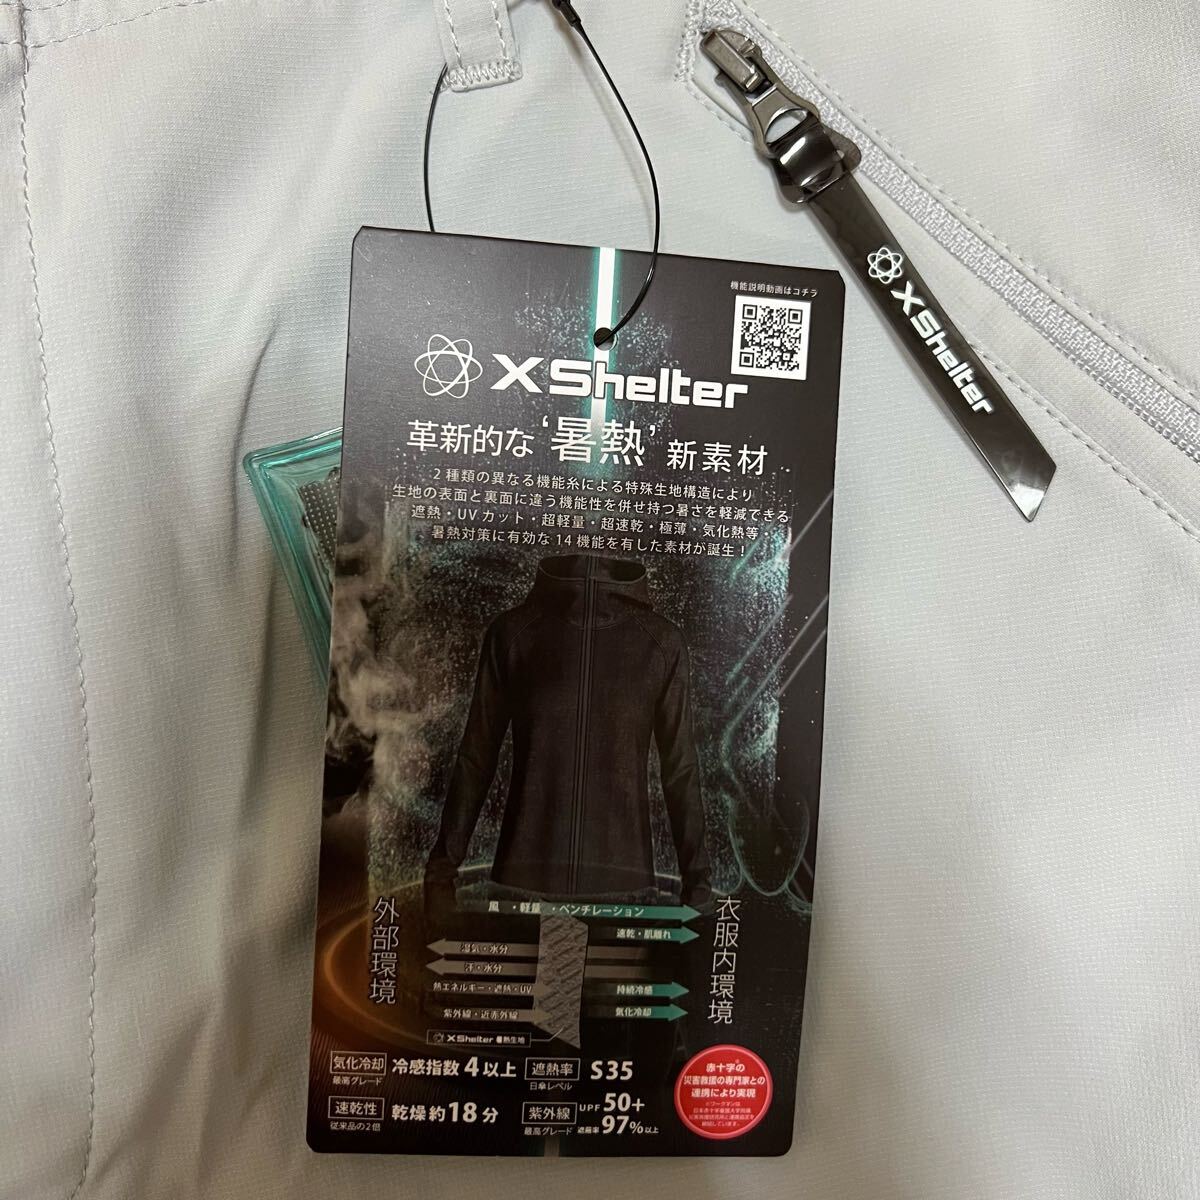 機能説明動画はコチラ
XShelter
革新的な‘暑熱’新素材
2種類の異なる機能糸による特殊生地構造により
生地の表面と裏面に違う機能性を併せ持つ暑さを軽減できる
遮熱・UVカット・超軽量・超速乾・極薄・気化熱等
暑熱対策に有効な14機能を有した素材が誕生！
外部環境
衣服内環境
風 ・軽量 ・ベンチレーション
速乾・肌離れ
湿気・水分
汗・水分
熱エネルギー・遮熱・UV
持続冷感
紫外線・近赤外線
気化冷却
XShelter 暑熱生地
気化冷却 冷感指数4以上
最高グレード
遮熱率 S35
日傘レベル
速乾性 乾燥約18分
従来品の2倍
紫外線 UPF 50+
最高グレード 遮蔽率 97%以上
赤十字の
災害救援の専門家との
連携により実現
※ワークマンは
XShelter